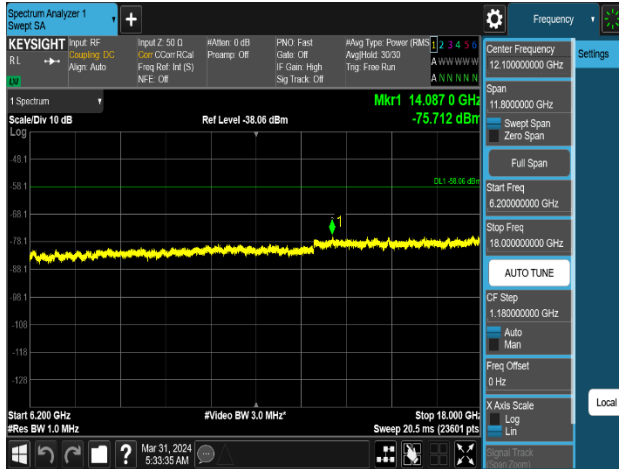 Spectrum Analyzer 1
Swept SA
Frequency
Settings
KEYSIGHT
R L
Input: RF
Coupling: DC
Align: Auto
Input Z: 50 Ω
Corr CCorr RCal
Freq Ref: Int (S)
NFE: Off
#Atten: 0 dB
Preamp: Off
PNO: Fast
Gate: Off
IF Gain: High
Sig Track: Off
#Avg Type: Power (RMS
Avg|Hold: 30/30
Trig: Free Run
1 2 3 4 5 6
A W W W W W
A N N N N N
1 Spectrum
Scale/Div 10 dB
Log
Ref Level -38.06 dBm
Mkr1 14.087 0 GHz
-75.712 dBm
-48.1
-58.1
DL1 -58.06 dBm
-68.1
1
-78.1
-88.1
-98.1
-108
-118
-128
Start 6.200 GHz
#Res BW 1.0 MHz
#Video BW 3.0 MHz*
Stop 18.000 GHz
Sweep 20.5 ms (23601 pts
Mar 31, 2024
5:33:35 AM
Center Frequency
12.100000000 GHz
Span
11.8000000 GHz
Swept Span
Zero Span
Full Span
Start Freq
6.200000000 GHz
Stop Freq
18.000000000 GHz
AUTO TUNE
CF Step
1.180000000 GHz
Auto
Man
Freq Offset
0 Hz
X Axis Scale
Log
Lin
Signal Track
(Span Zoom)
Local